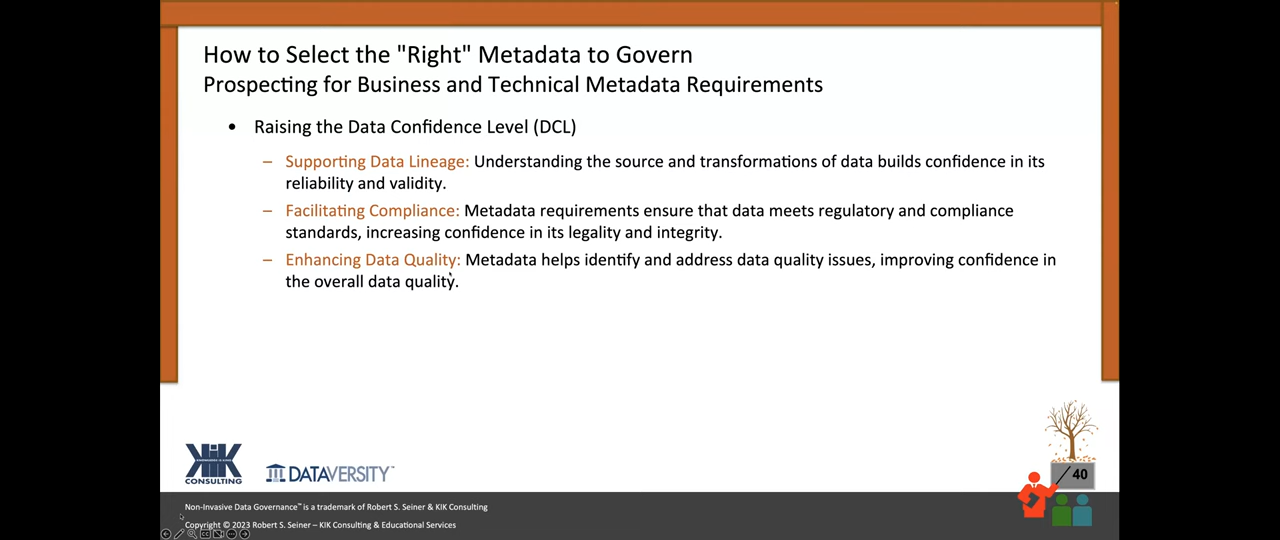 How to Select the "Right" Metadata to Govern
Prospecting for Business and Technical Metadata Requirements
• Raising the Data Confidence Level (DCL)
– Supporting Data Lineage: Understanding the source and transformations of data builds confidence in its
reliability and validity.
– Facilitating Compliance: Metadata requirements ensure that data meets regulatory and compliance
standards, increasing confidence in its legality and integrity.
– Enhancing Data Quality: Metadata helps identify and address data quality issues, improving confidence in
the overall data quality.
KIK
CONSULTING
DATAVERSITY™
/ 40
Non-Invasive Data Governance™ is a trademark of Robert S. Seiner & KIK Consulting
Copyright © 2023 Robert S. Seiner – KIK Consulting & Educational Services